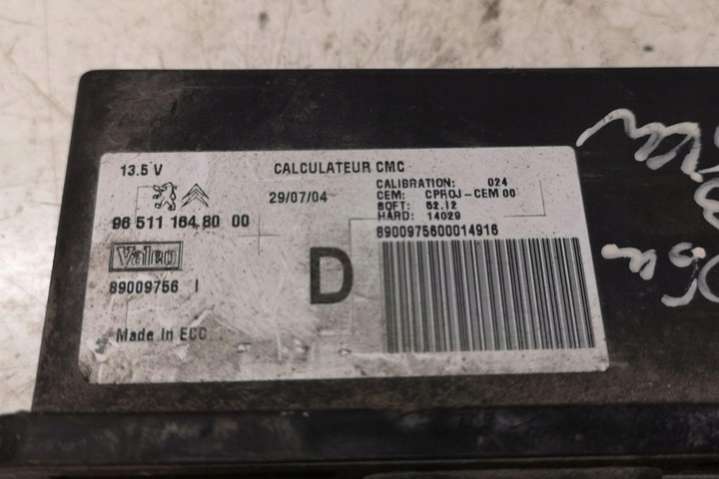 13.5 V
CALCULATEUR CMC
29/07/04
CALIBRATION: 024
CEM: CPROJ-CEM 00
SOFT: 52.12
HARD: 14029
96 511 164 80 00
8900975600014916
Valeo
89009756 I
D
Made In ECC